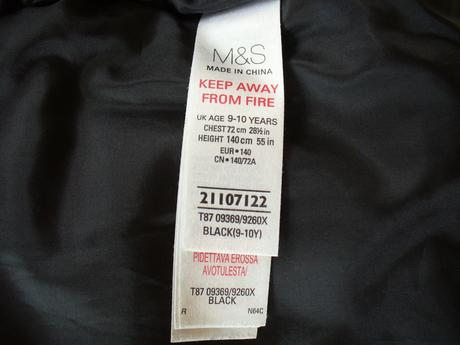 M&S
MADE IN CHINA
KEEP AWAY
FROM FIRE
UK AGE 9-10 YEARS
CHEST 72 cm 28½ in
HEIGHT 140 cm 55 in
EUR • 140
CN • 140/72A
21107122
T87 09369/9260X
BLACK(9-10Y)
PIDETTAVA EROSSA
AVOTULESTA/
T87 09369/9260X
BLACK
R N64C